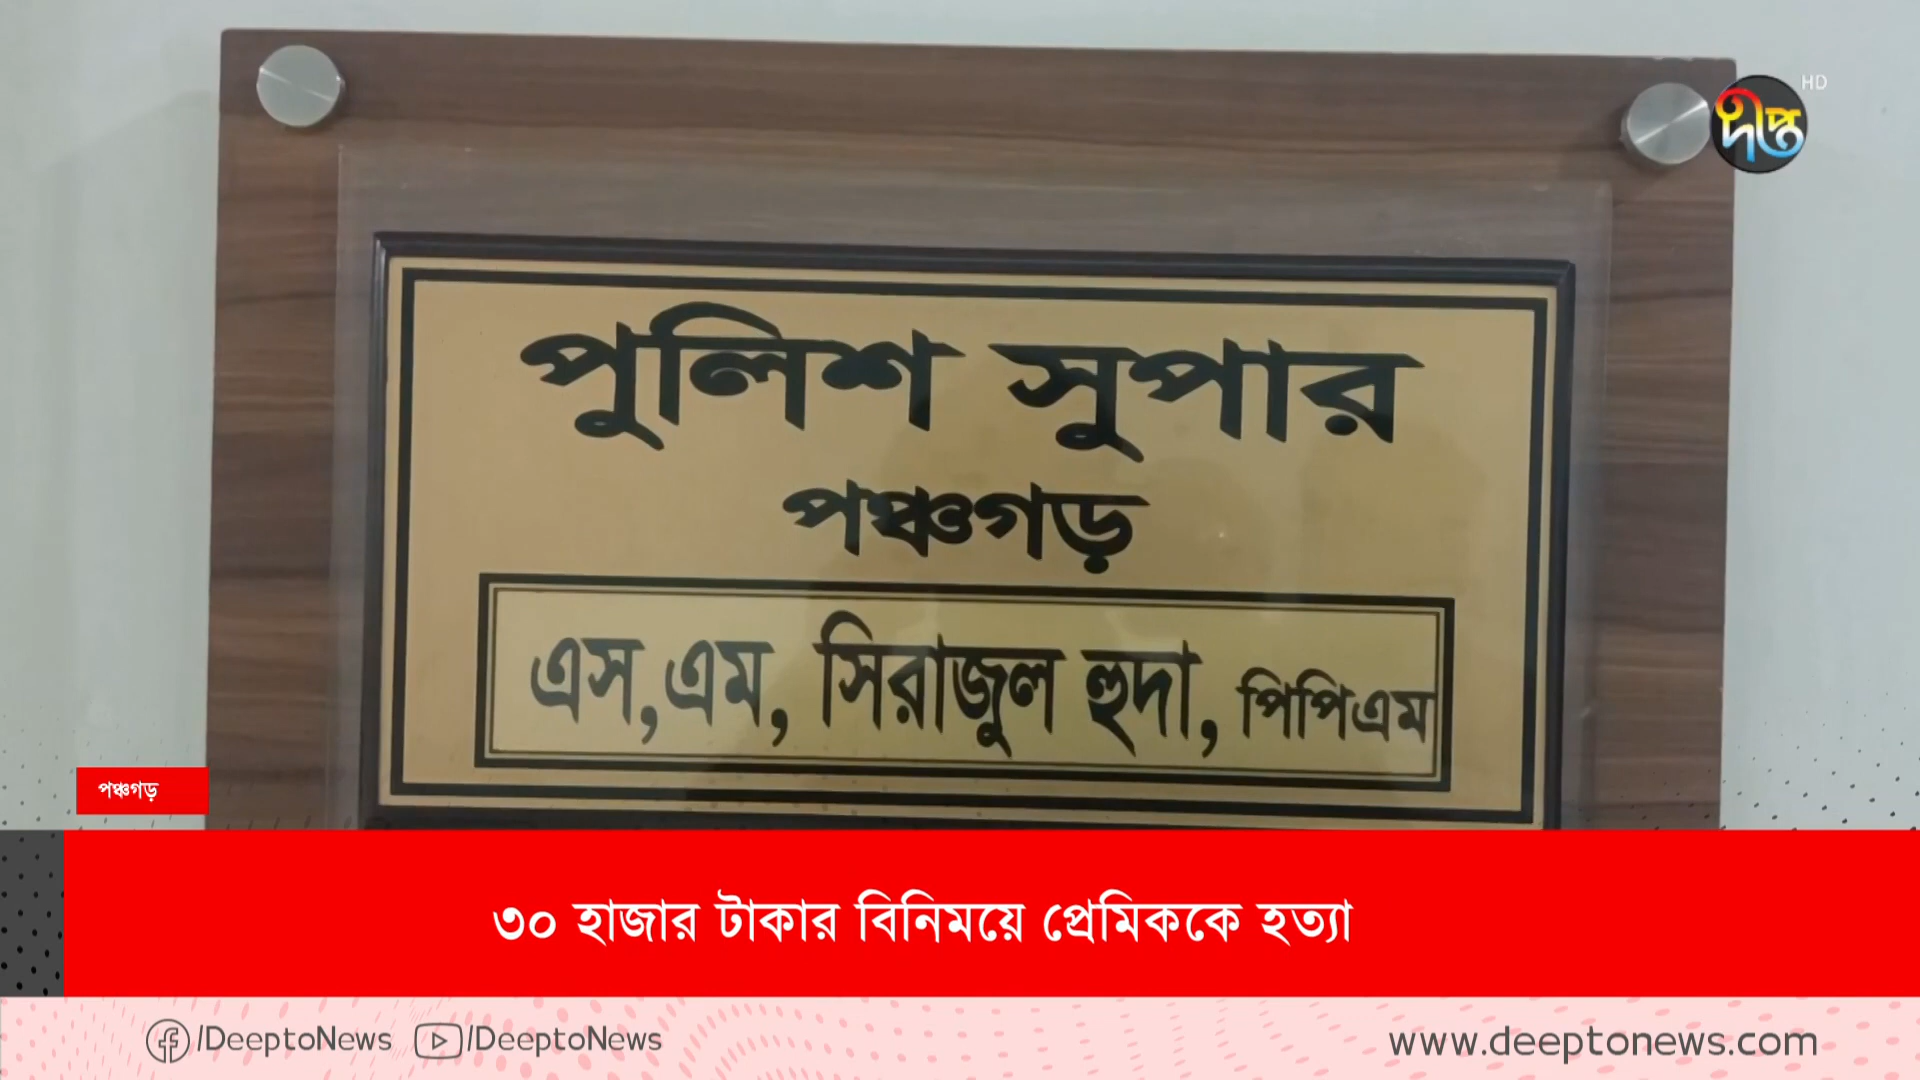 HD
দীপ্ত
পুলিশ সুপার
পঞ্চগড়
এস,এম, সিরাজুল হুদা, পিপিএম
পঞ্চগড়
৩০ হাজার টাকার বিনিময়ে প্রেমিককে হত্যা
/DeeptoNews /DeeptoNews www.deeptonews.com